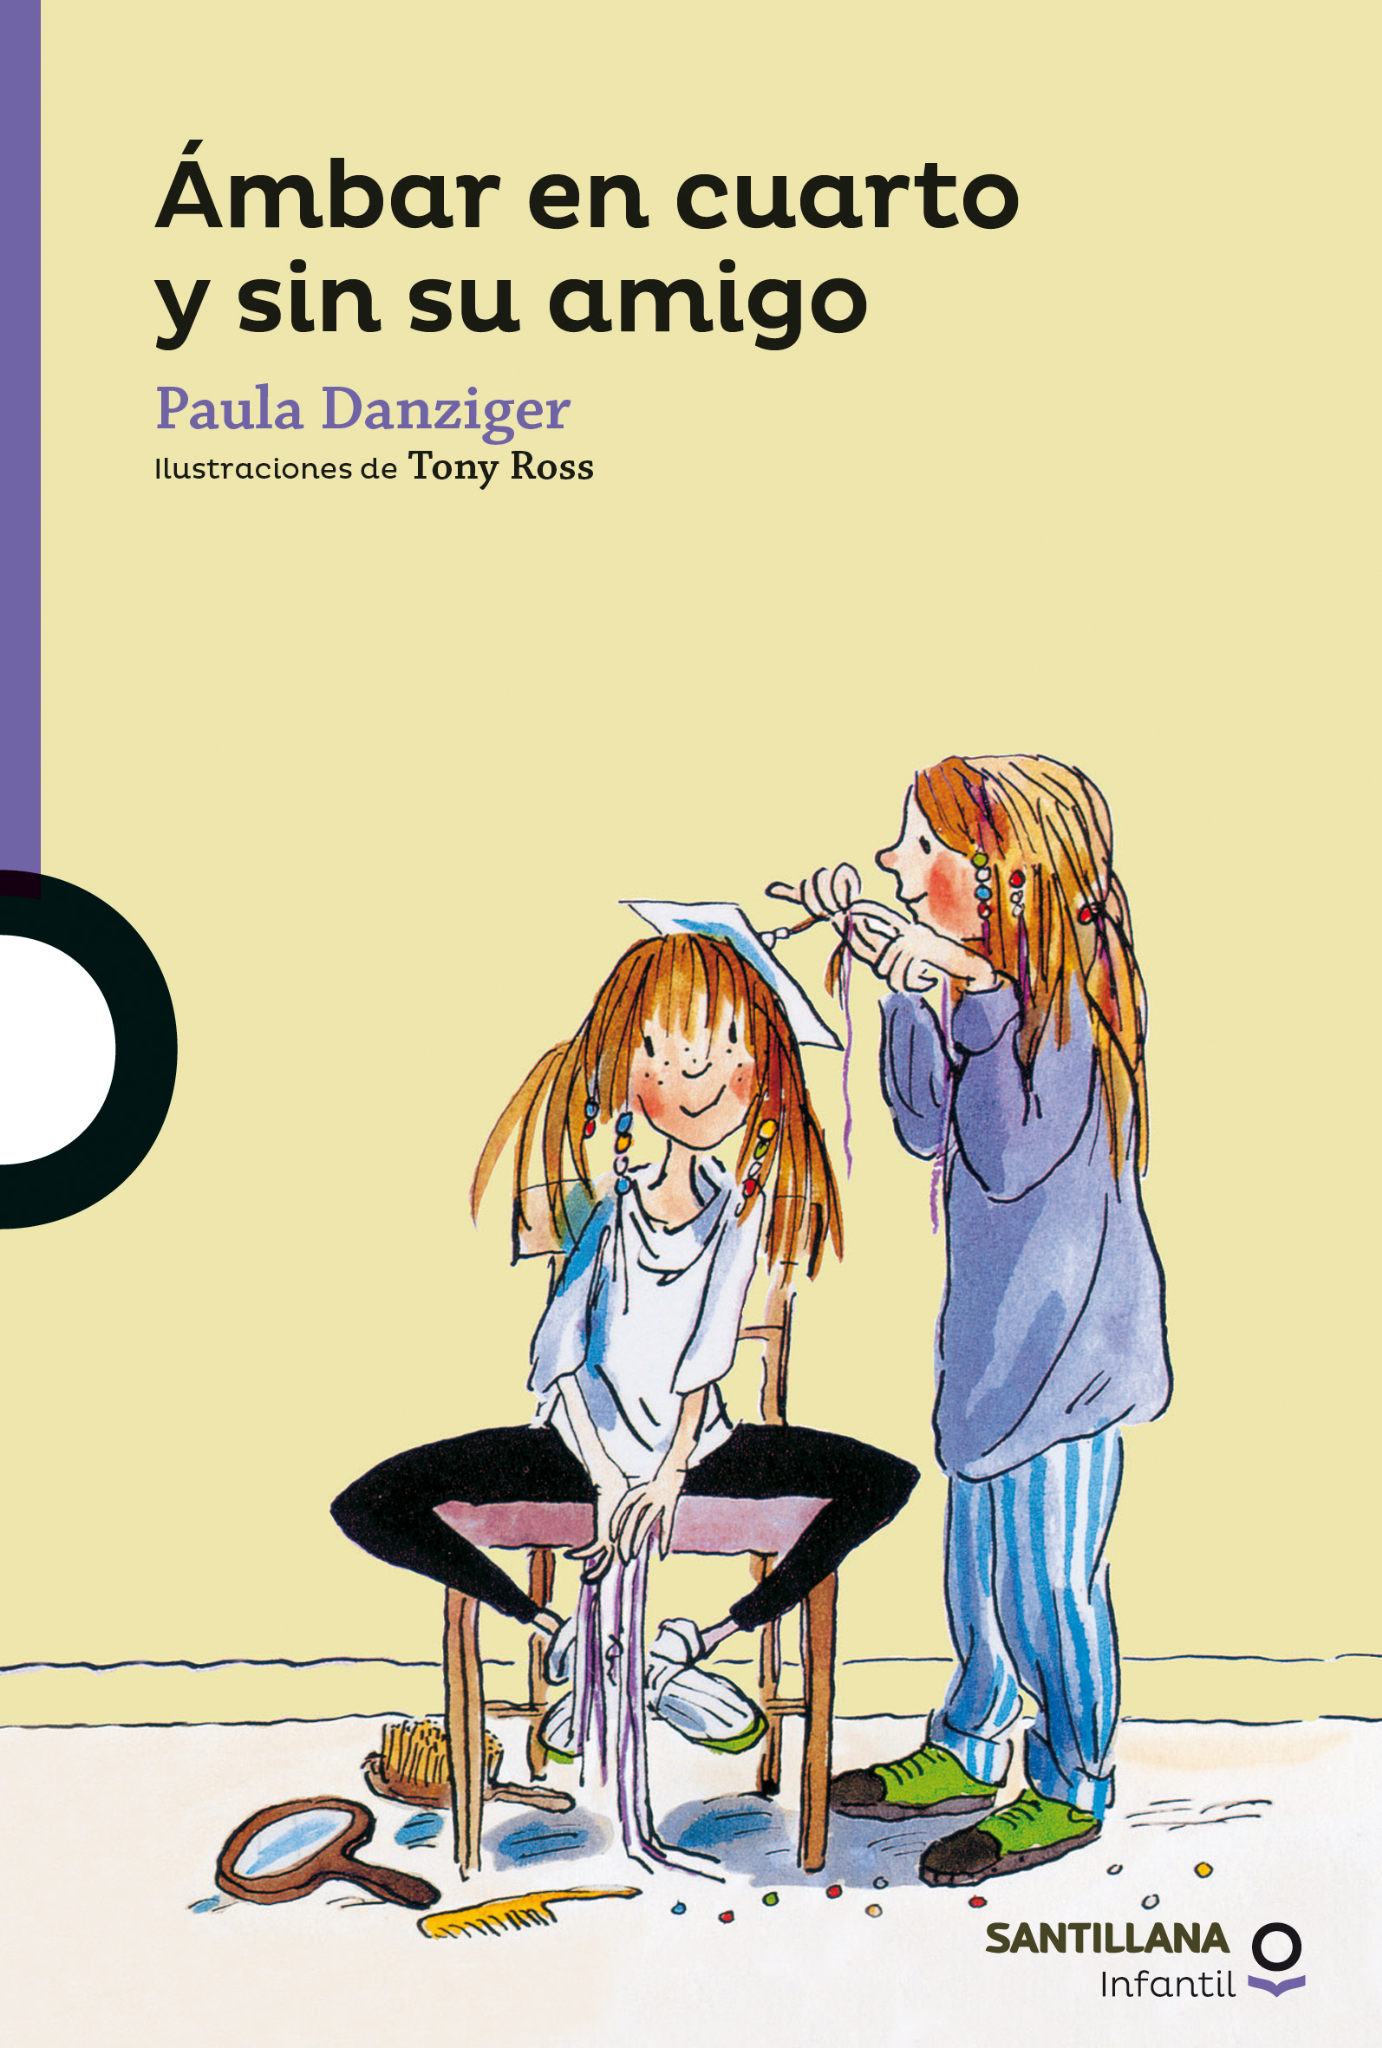 Ámbar en cuarto
y sin su amigo
Paula Danziger
Ilustraciones de Tony Ross
SANTILLANA
Infantil